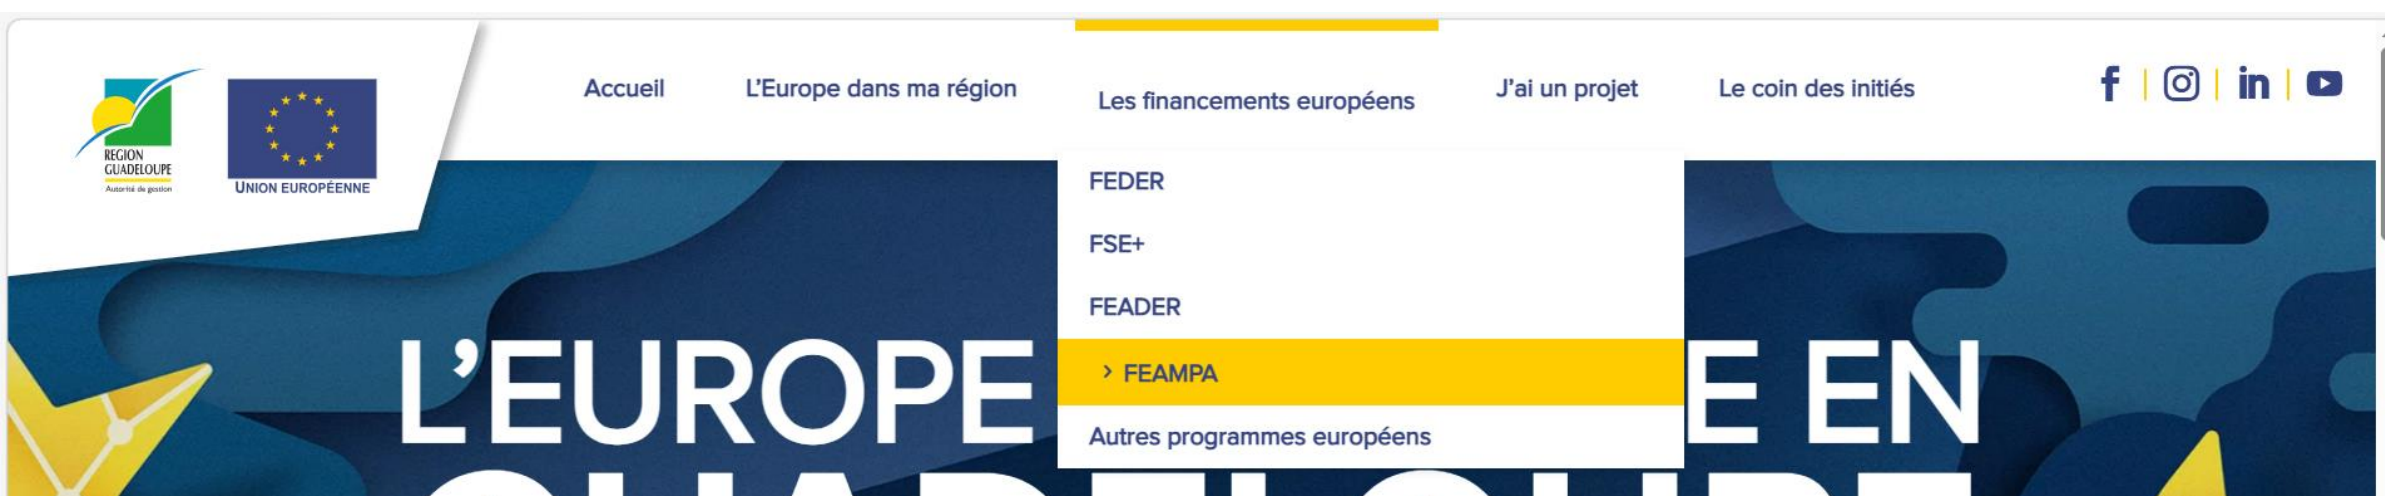 Accueil
L'Europe dans ma région
Les financements européens
J'ai un projet
Le coin des initiés
f
in
REGION
GUADELOUPE
Autorité de gestion
UNION EUROPÉENNE
FEDER
FSE+
FEADER
> FEAMPA
Autres programmes européens
L'EUROPE
E EN